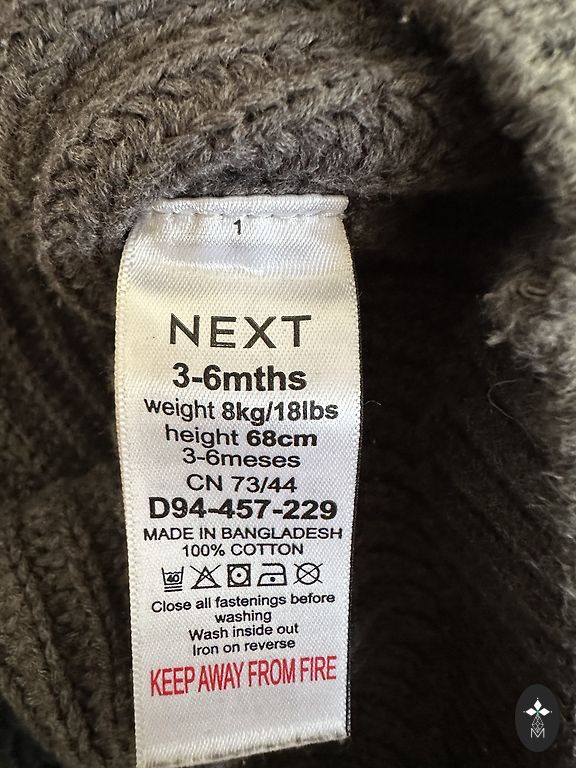 1
NEXT
3-6mths
weight 8kg/18lbs
height 68cm
3-6meses
CN 73/44
D94-457-229
MADE IN BANGLADESH
100% COTTON
40
Close all fastenings before
washing
Wash inside out
Iron on reverse
KEEP AWAY FROM FIRE
M